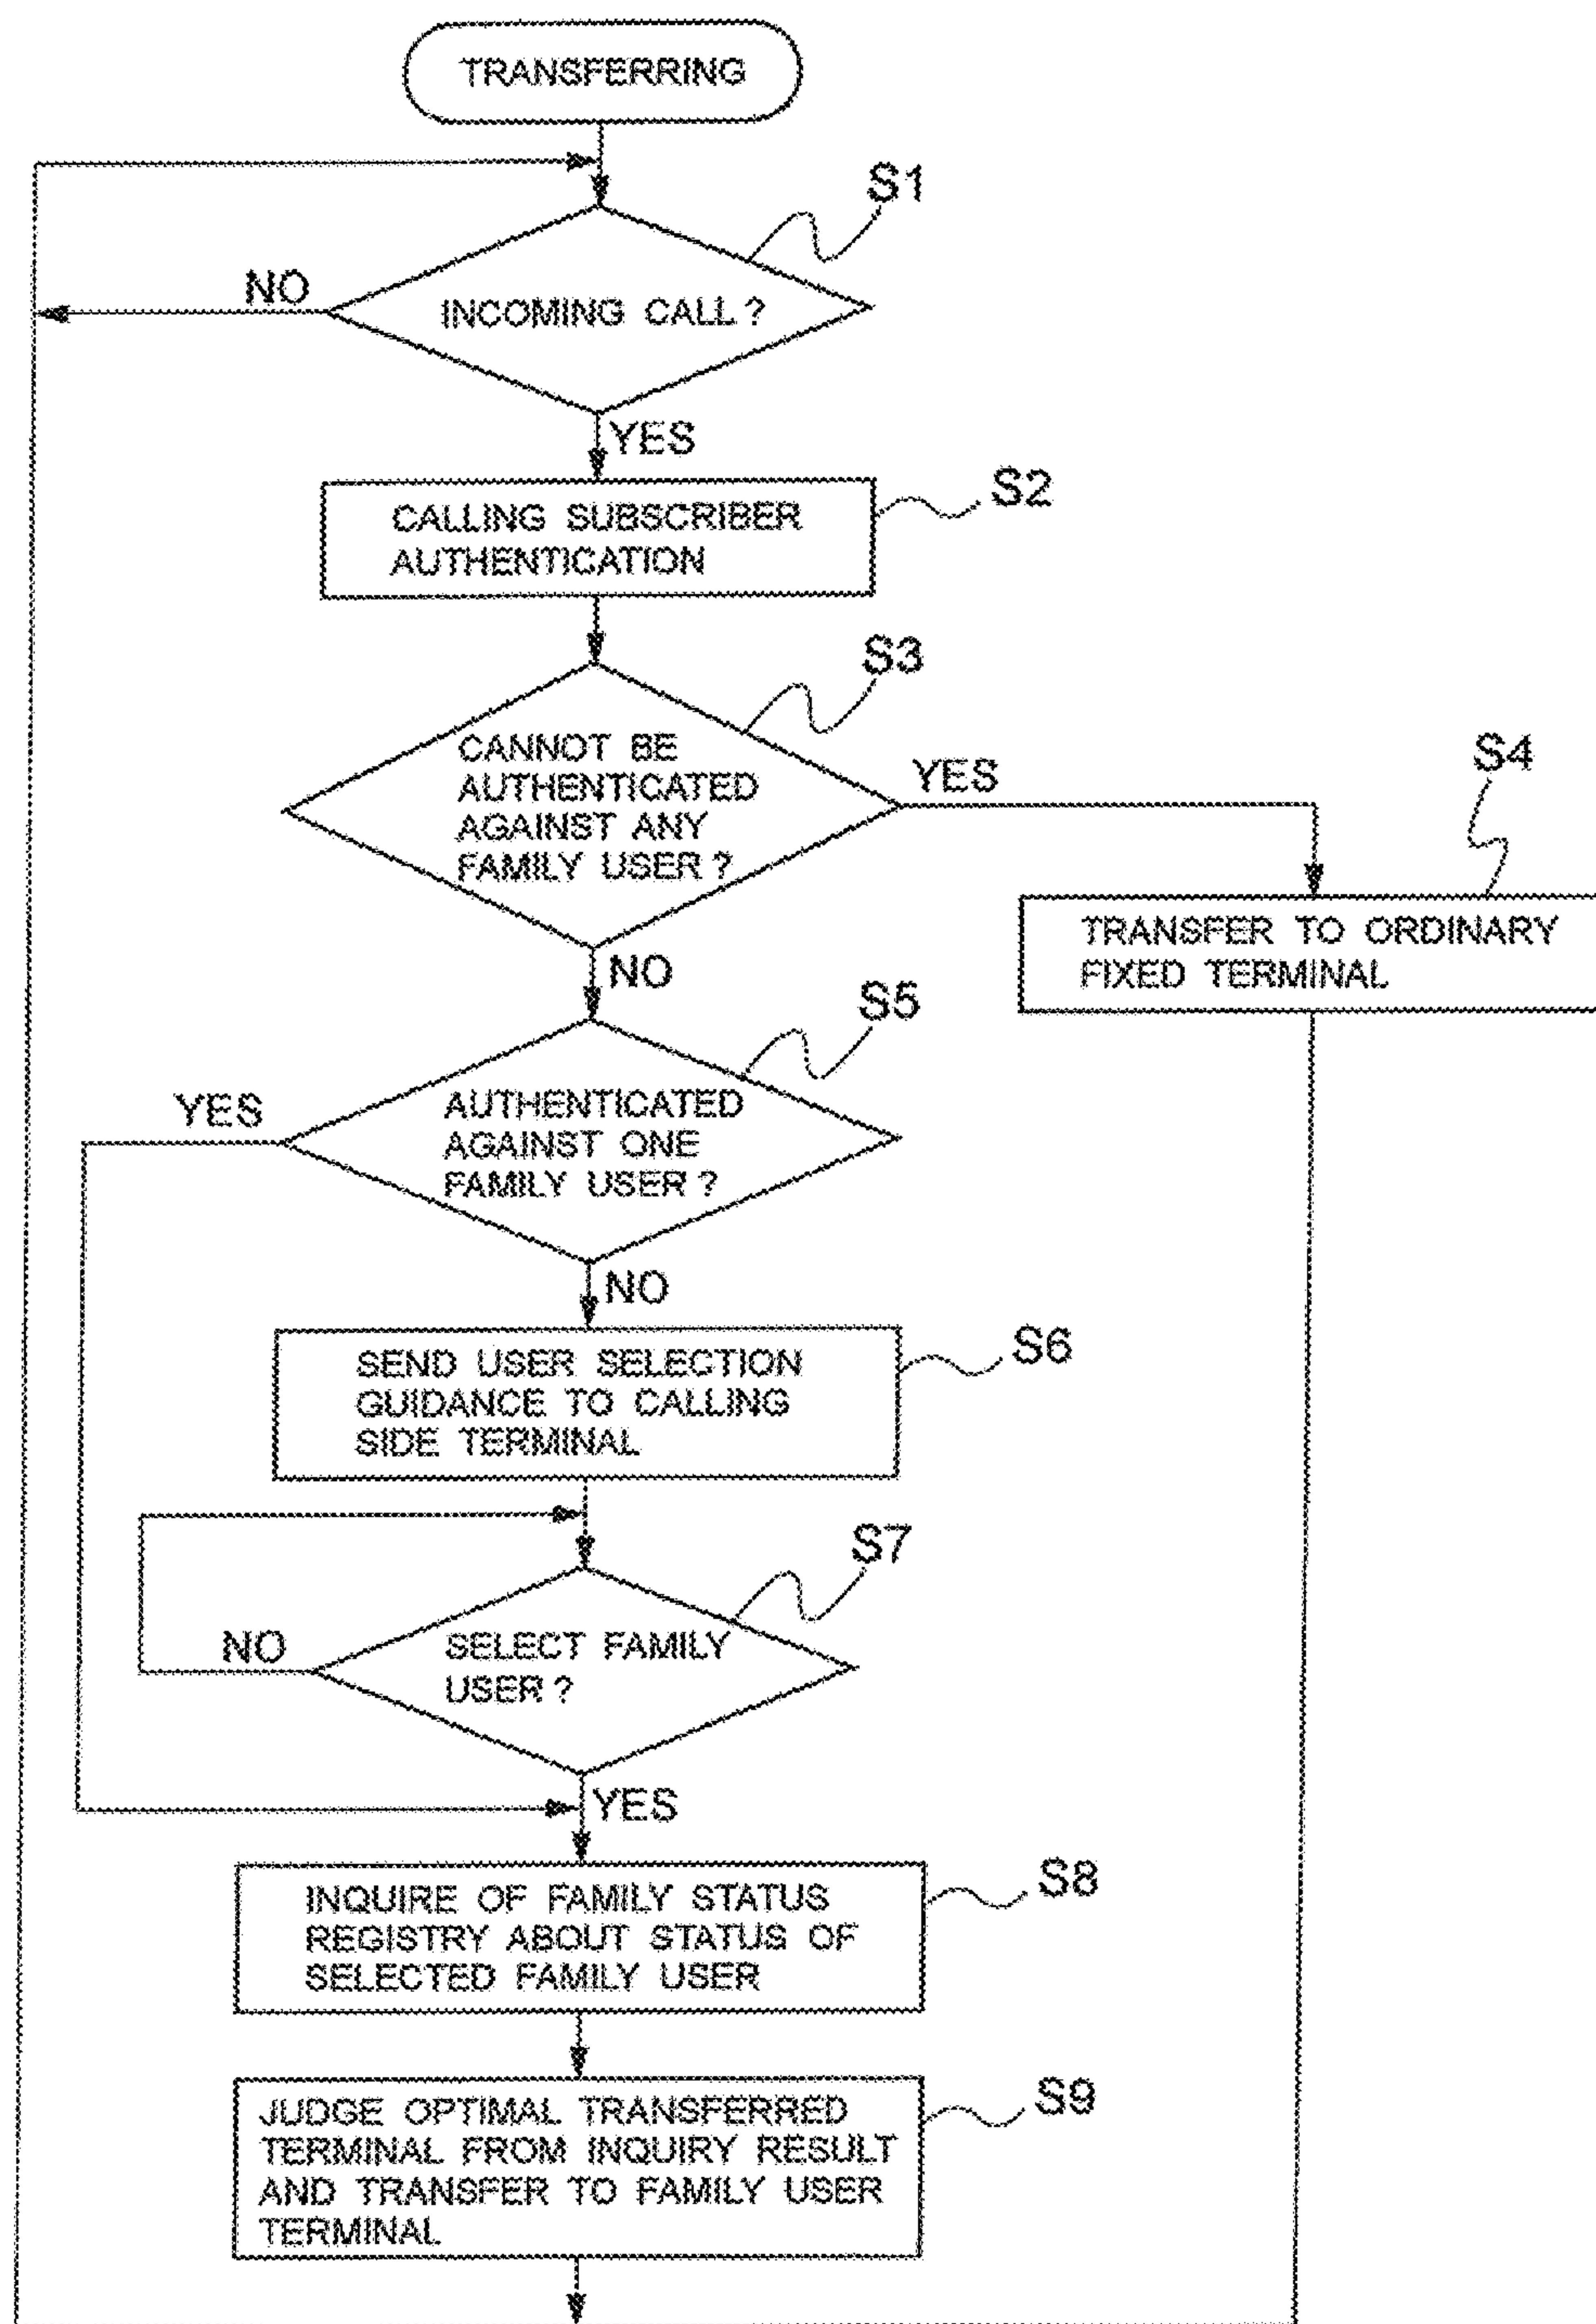 TRANSFERRING
S1
NO
INCOMING CALL ?
YES
S2
CALLING SUBSCRIBER
AUTHENTICATION
S3
CANNOT BE
AUTHENTICATED
AGAINST ANY
FAMILY USER ?
YES
S4
TRANSFER TO ORDINARY
FIXED TERMINAL
NO
S5
YES
AUTHENTICATED
AGAINST ONE
FAMILY USER ?
NO
S6
SEND USER SELECTION
GUIDANCE TO CALLING
SIDE TERMINAL
S7
NO
SELECT FAMILY
USER ?
YES
S8
INQUIRE OF FAMILY STATUS
REGISTRY ABOUT STATUS OF
SELECTED FAMILY USER
S9
JUDGE OPTIMAL TRANSFERRED
TERMINAL FROM INQUIRY RESULT
AND TRANSFER TO FAMILY USER
TERMINAL